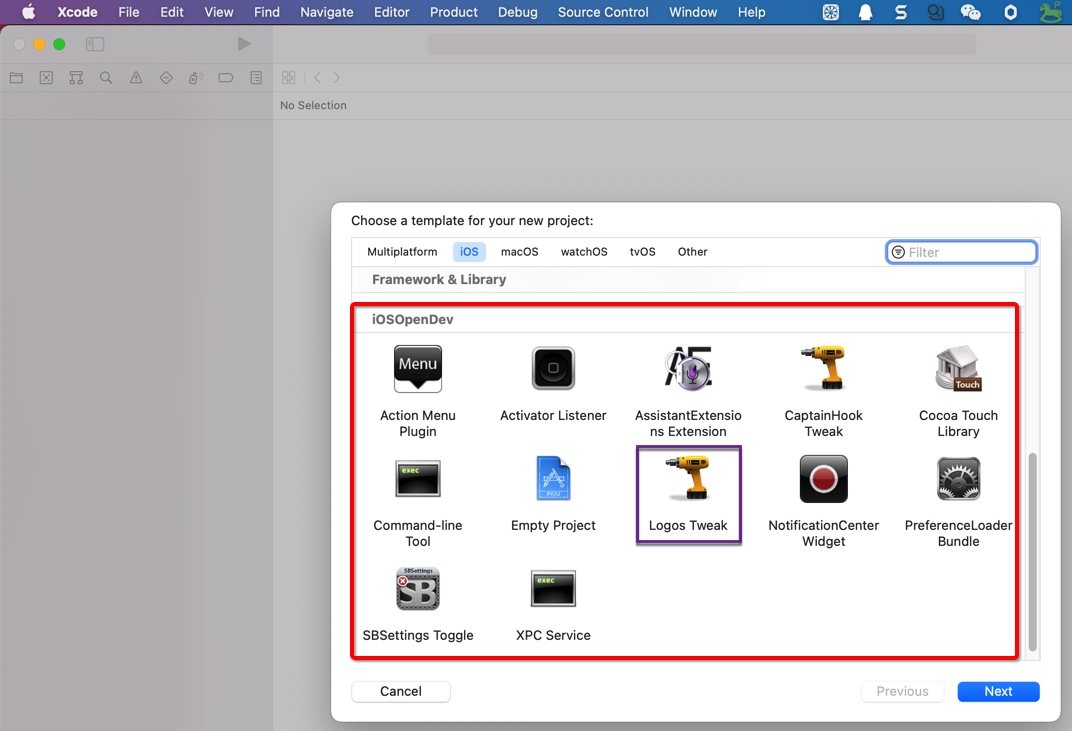 Xcode File Edit View Find Navigate Editor Product Debug Source Control Window Help
No Selection
Choose a template for your new project:
Multiplatform iOS macOS watchOS tvOS Other Filter
Framework & Library
iOSOpenDev
Menu
Touch
Action Menu Plugin
Activator Listener
AssistantExtensio
ns Extension
CaptainHook
Tweak
Cocoa Touch
Library
exec
Command-line
Tool
Empty Project
Logos Tweak
NotificationCenter
Widget
PreferenceLoader
Bundle
SBSettings
SB
SBSettings Toggle
exec
XPC Service
Cancel Previous Next